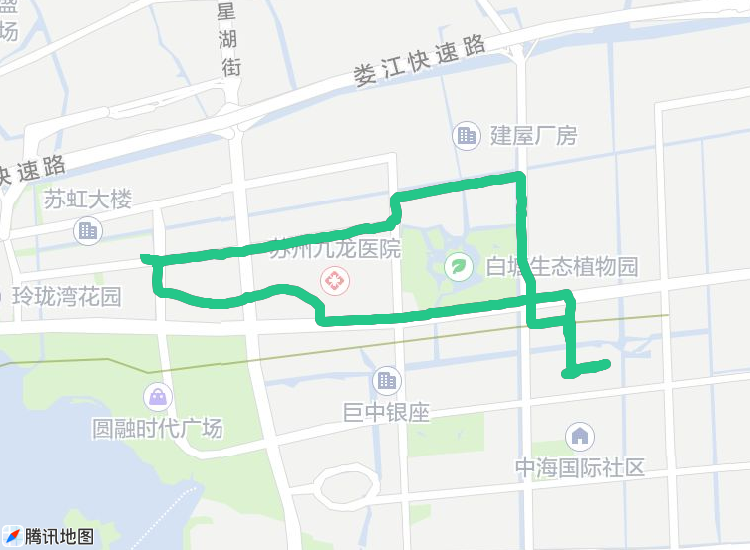 盛
场
星湖街
娄江快速路
建屋厂房
快速路
苏虹大楼
苏州九龙医院
白塘生态植物园
玲珑湾花园
巨中银座
圆融时代广场
中海国际社区
腾讯地图